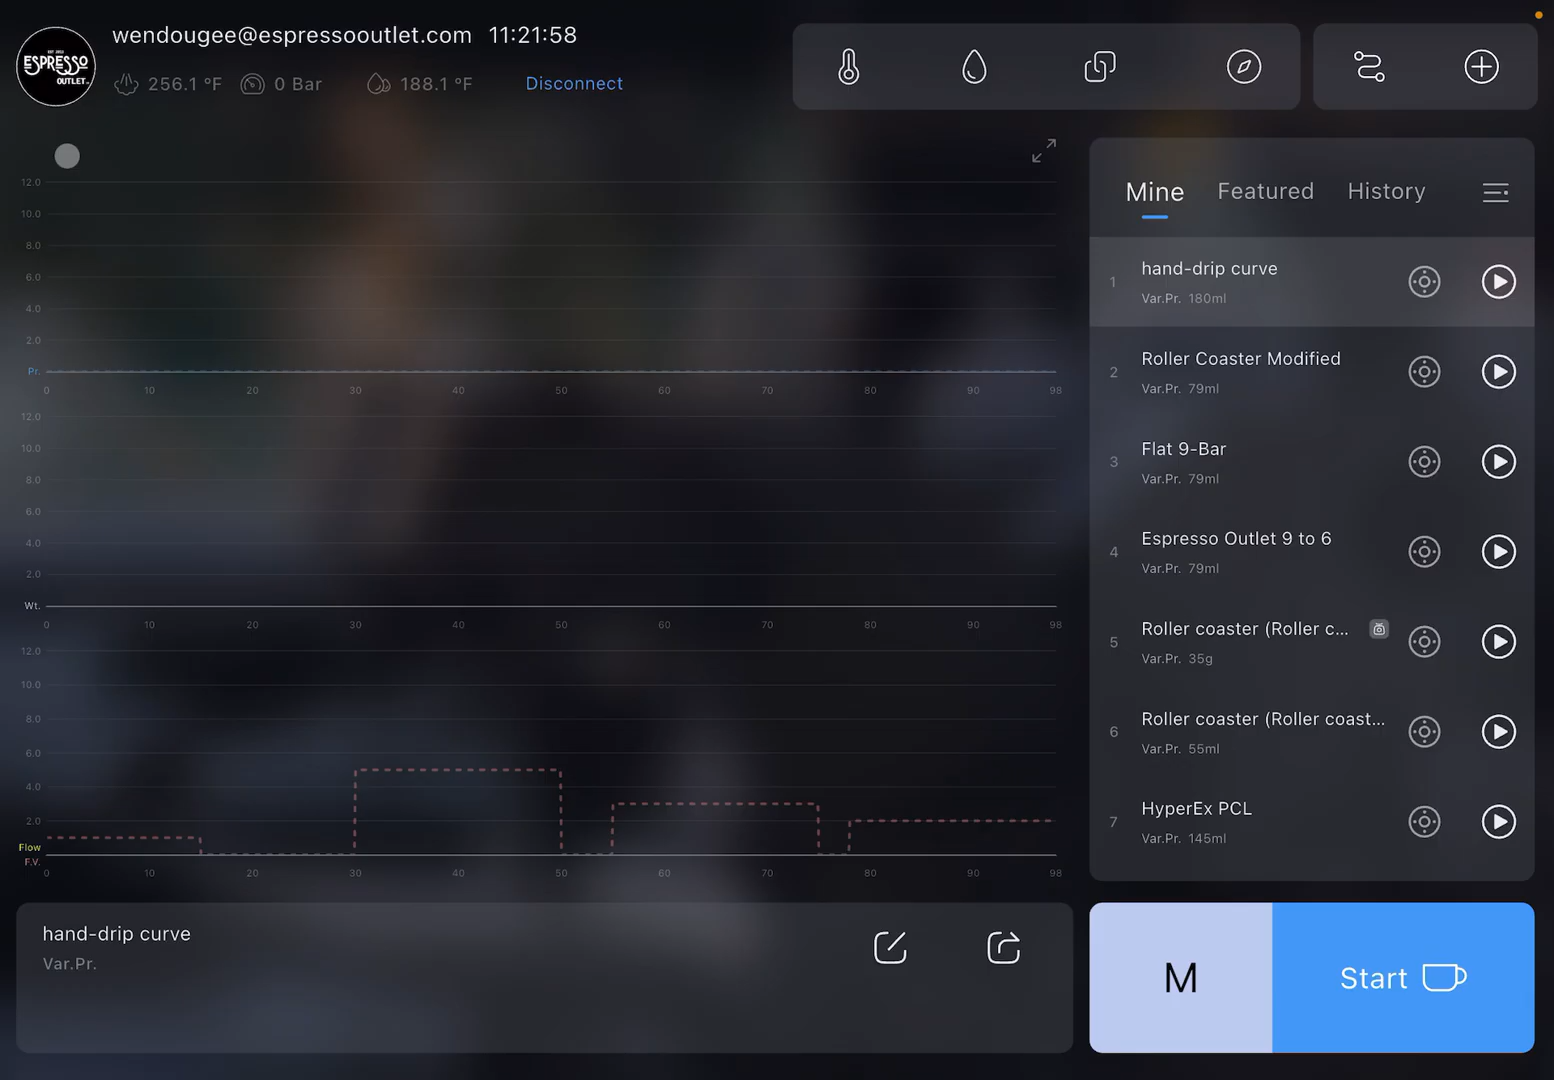 wendougee@espressooutlet.com 11:21:58
EST 2013
ESPRESSO
OUTLET
256.1 °F 0 Bar 188.1 °F Disconnect
12.0
10.0
8.0
6.0
4.0
2.0
Pr.
0 10 20 30 40 50 60 70 80 90 98
12.0
10.0
8.0
6.0
4.0
2.0
Wt.
0 10 20 30 40 50 60 70 80 90 98
12.0
10.0
8.0
6.0
4.0
2.0
Flow
F.V.
0 10 20 30 40 50 60 70 80 90 98
Mine Featured History
1 hand-drip curve
Var.Pr. 180ml
2 Roller Coaster Modified
Var.Pr. 79ml
3 Flat 9-Bar
Var.Pr. 79ml
4 Espresso Outlet 9 to 6
Var.Pr. 79ml
5 Roller coaster (Roller c...
Var.Pr. 35g
6 Roller coaster (Roller coast...
Var.Pr. 55ml
7 HyperEx PCL
Var.Pr. 145ml
hand-drip curve
Var.Pr.
M Start